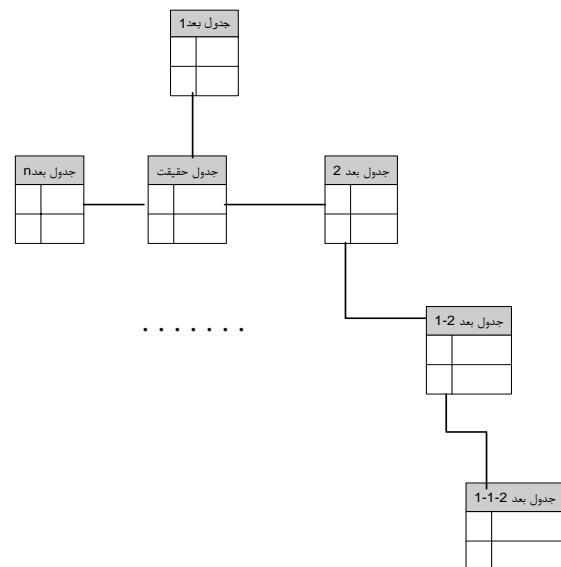 جدول بعد1
جدول بعدn
جدول حقیقت
جدول بعد 2
جدول بعد 2-1
جدول بعد 2-1-1
.......